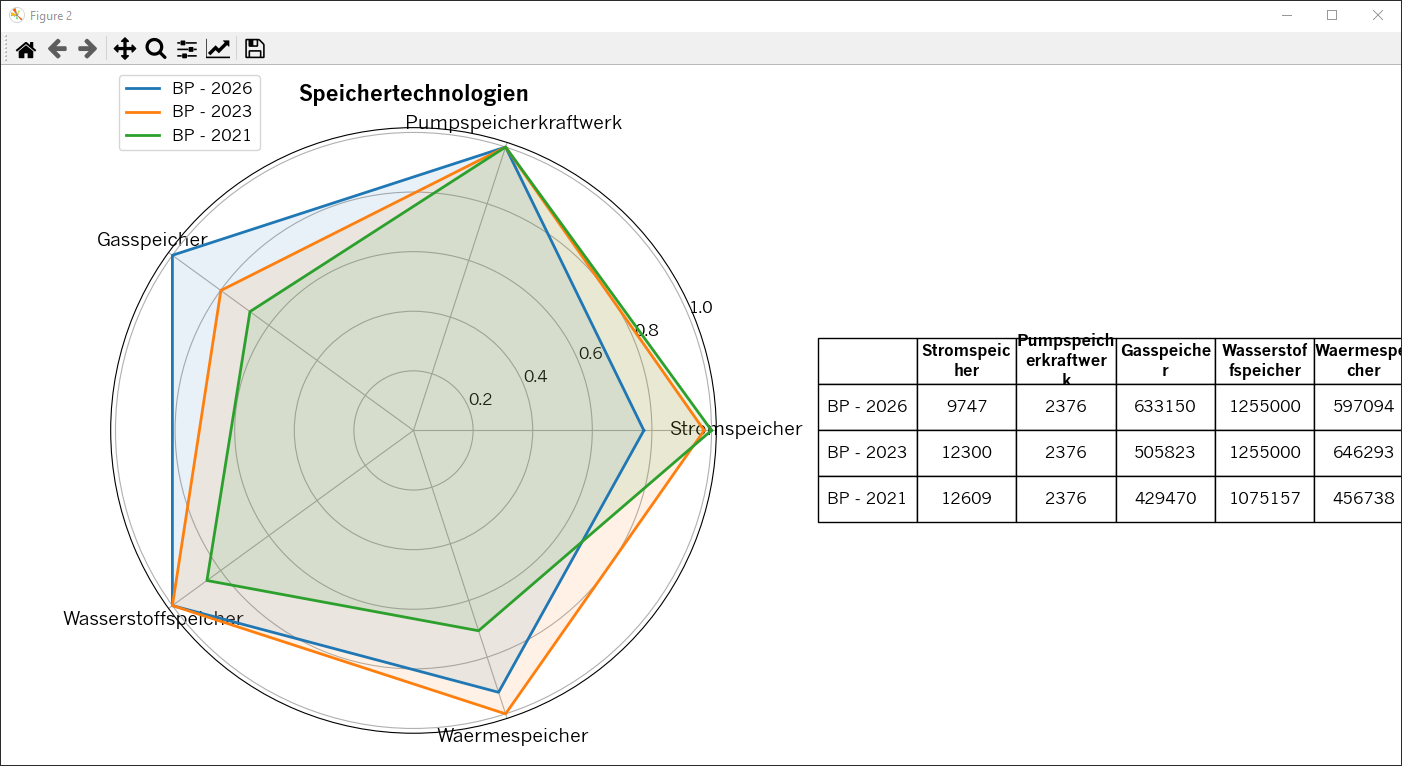 Figure 2
BP - 2026
BP - 2023
BP - 2021
Speichertechnologien
Pumpspeicherkraftwerk
Gasspeicher
Stromspeicher
Wasserstoffspeicher
Waermespeicher
1.0
0.8
0.6
0.4
0.2
Stromspeic
her
Pumpspeich
erkraftwer
k
Gasspeiche
r
Wasserstof
fspeicher
Waermespe
cher
BP - 2026 9747 2376 633150 1255000 597094
BP - 2023 12300 2376 505823 1255000 646293
BP - 2021 12609 2376 429470 1075157 456738